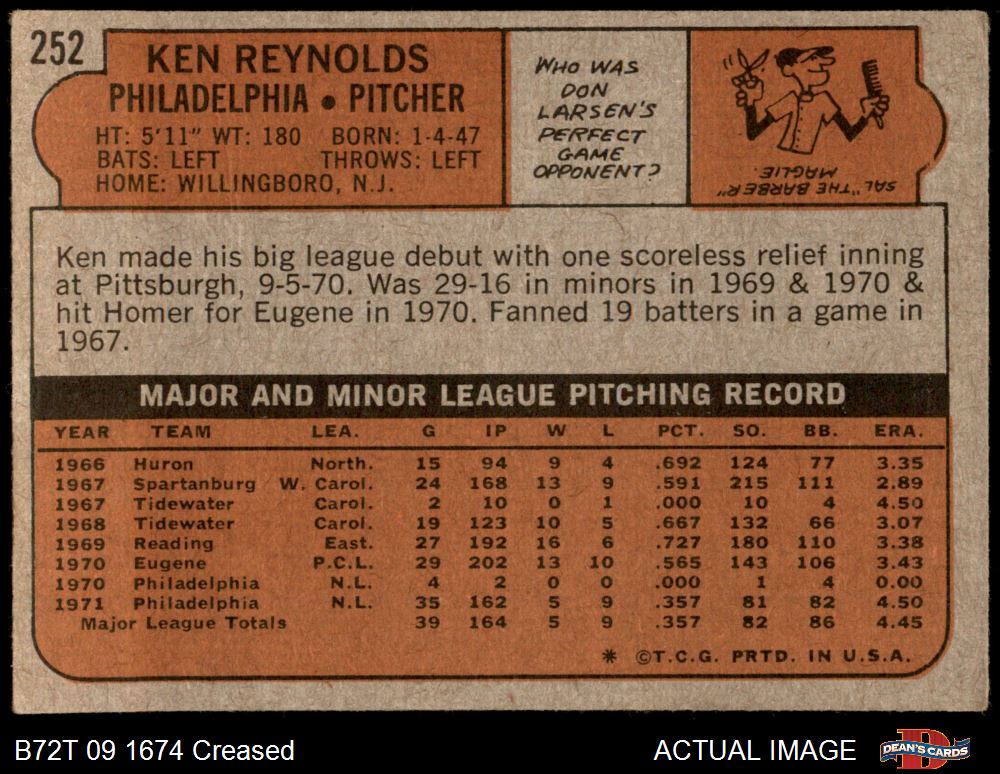 252
KEN REYNOLDS
PHILADELPHIA • PITCHER
HT: 5'11" WT: 180 BORN: 1-4-47
BATS: LEFT THROWS: LEFT
HOME: WILLINGBORO, N.J.
WHO WAS
DON
LARSEN'S
PERFECT
GAME
OPPONENT?
SAL "THE BARBER"
MAGLIE.
Ken made his big league debut with one scoreless relief inning
at Pittsburgh, 9-5-70. Was 29-16 in minors in 1969 & 1970 &
hit Homer for Eugene in 1970. Fanned 19 batters in a game in
1967.
MAJOR AND MINOR LEAGUE PITCHING RECORD
YEAR TEAM LEA. G IP W L PCT. SO. BB. ERA.
1966 Huron North. 15 94 9 4 .692 124 77 3.35
1967 Spartanburg W. Carol. 24 168 13 9 .591 215 111 2.89
1967 Tidewater Carol. 2 10 0 1 .000 10 4 4.50
1968 Tidewater Carol. 19 123 10 5 .667 132 66 3.07
1969 Reading East. 27 192 16 6 .727 180 110 3.38
1970 Eugene P.C.L. 29 202 13 10 .565 143 106 3.43
1970 Philadelphia N.L. 4 2 0 0 .000 1 4 0.00
1971 Philadelphia N.L. 35 162 5 9 .357 81 82 4.50
Major League Totals 39 164 5 9 .357 82 86 4.45
* ©T.C.G. PRTD. IN U.S.A.
B72T 09 1674 Creased ACTUAL IMAGE DEAN'S CARDS